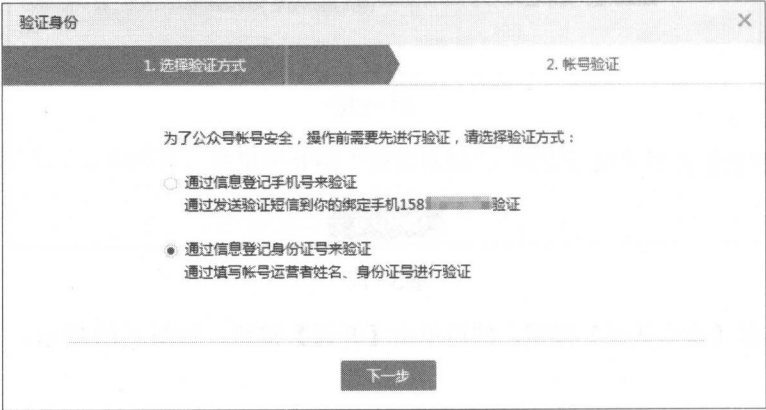 验证身份
1. 选择验证方式
2. 帐号验证
为了公众号帐号安全，操作前需要先进行验证，请选择验证方式：
通过信息登记手机号来验证
通过发送验证短信到你的绑定手机158验证
通过信息登记身份证号来验证
通过填写帐号运营者姓名、身份证号进行验证
下一步